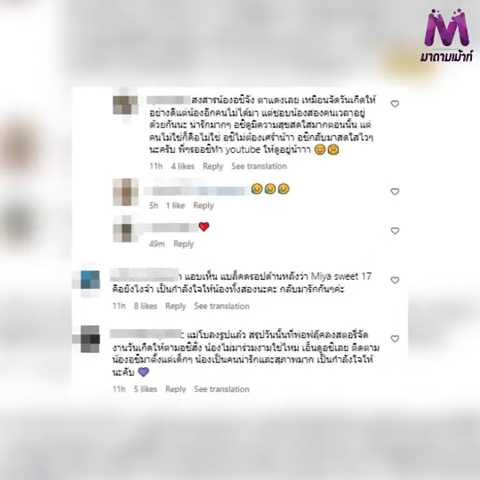 มาดามเม้าท์
สงสารน้องอชิจัง ตาแดงเลย เหมือนจัดวันเกิดให้
อย่างดีแต่น้องอีกคนไม่ได้มา แต่ชอบน้องสองคนเวลาอยู่
ด้วยกันนะ น่ารักมากๆ อชิดูมีความสุขสดใสมากตอนนั้น แต่
คนไม่ใช่ก็คือไม่ใช่ อชิไม่ต้องเศร้าน้าา อชิกลับมาสดใสไวๆ
นะครับ พี่ๆรออชิทำ youtube ให้ดูอยู่น้าาา
11h 4 likes Reply See translation
5h 1 like Reply
49m Reply
แอบเห็น แบล็คดรอปด้านหลังว่า Miya sweet 17
คือยังไงจ้า เป็นกำลังใจให้น้องทั้งสองนะคะ กลับมารักกันๆค่ะ
11h 8 likes Reply See translation
แม่โบลงรูปแล้ว สรุปวันนั้นที่พ่อฟลุ๊คลงสตอรี่จัด
งานวันเกิดให้ตามอชิสั่ง น้องไม่มาร่วมงานใช่ไหม เอ็นดูอชิเลย ติดตาม
น้องอชิมาตั้งแต่เด็กๆ น้องเป็นคนน่ารักและสุภาพมาก เป็นกำลังใจให้
นะคับ
11h 5 likes Reply See translation